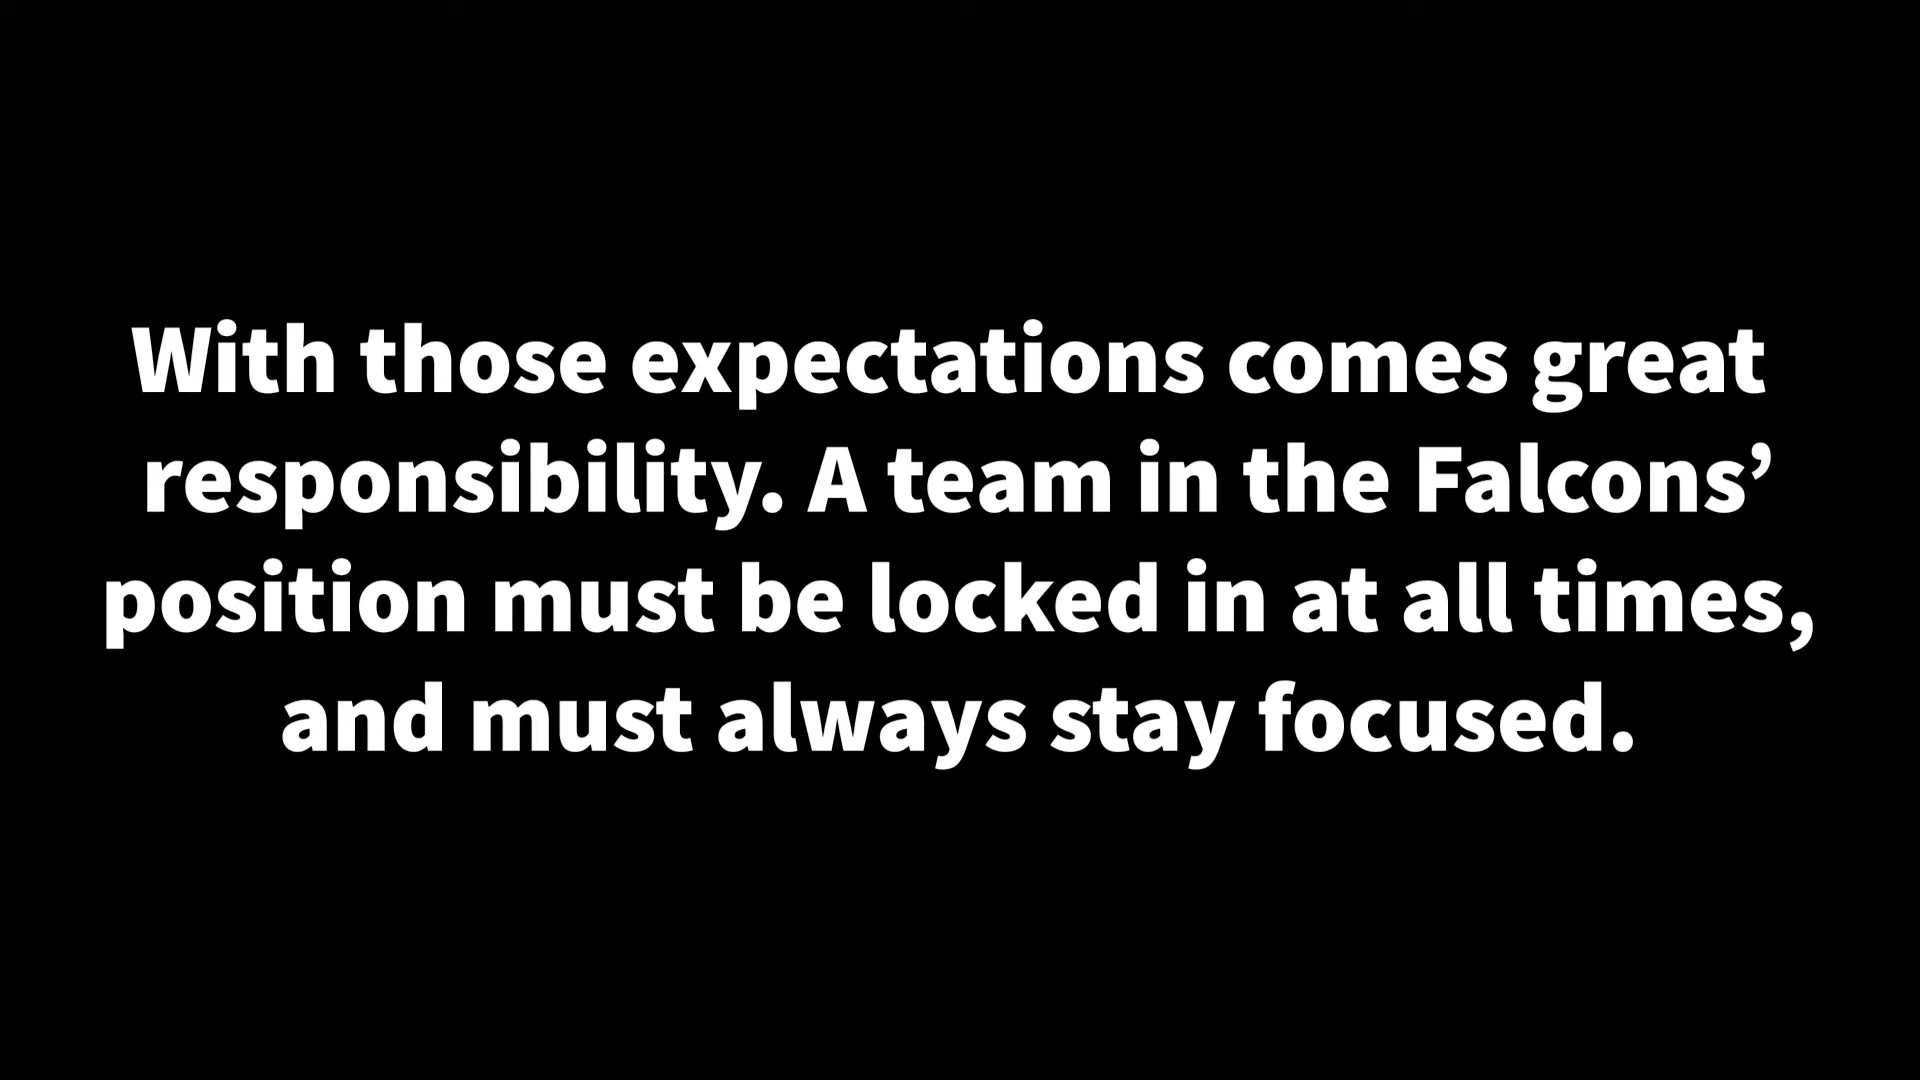 With those expectations comes great
responsibility. A team in the Falcons’
position must be locked in at all times,
and must always stay focused.